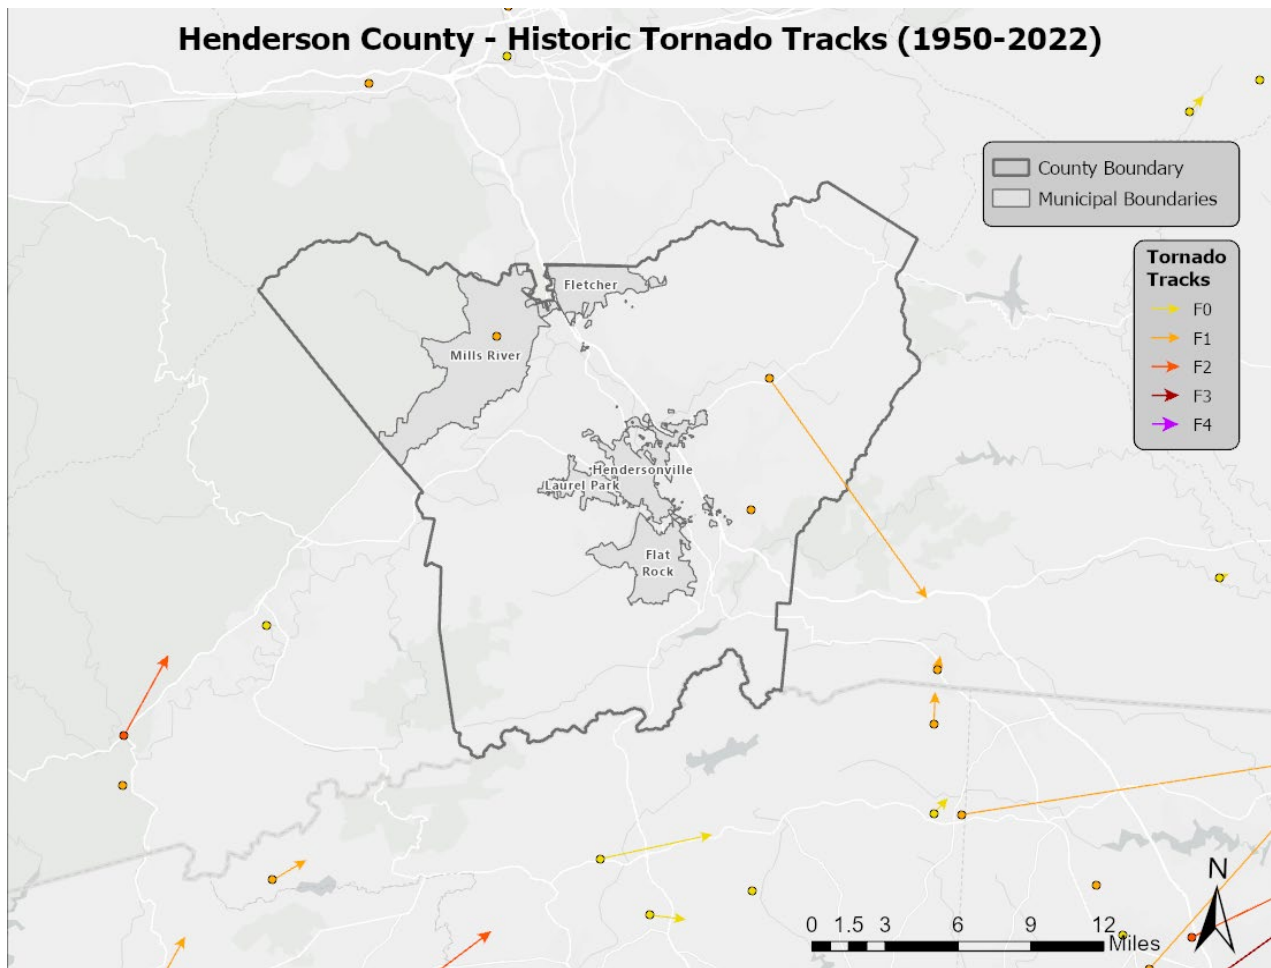 Henderson County - Historic Tornado Tracks (1950-2022)
County Boundary
Municipal Boundaries
Tornado
Tracks
F0
F1
F2
F3
F4
Fletcher
Mills River
Hendersonville
Laurel Park
Flat
Rock
N
0 1.5 3 6 9 12
Miles